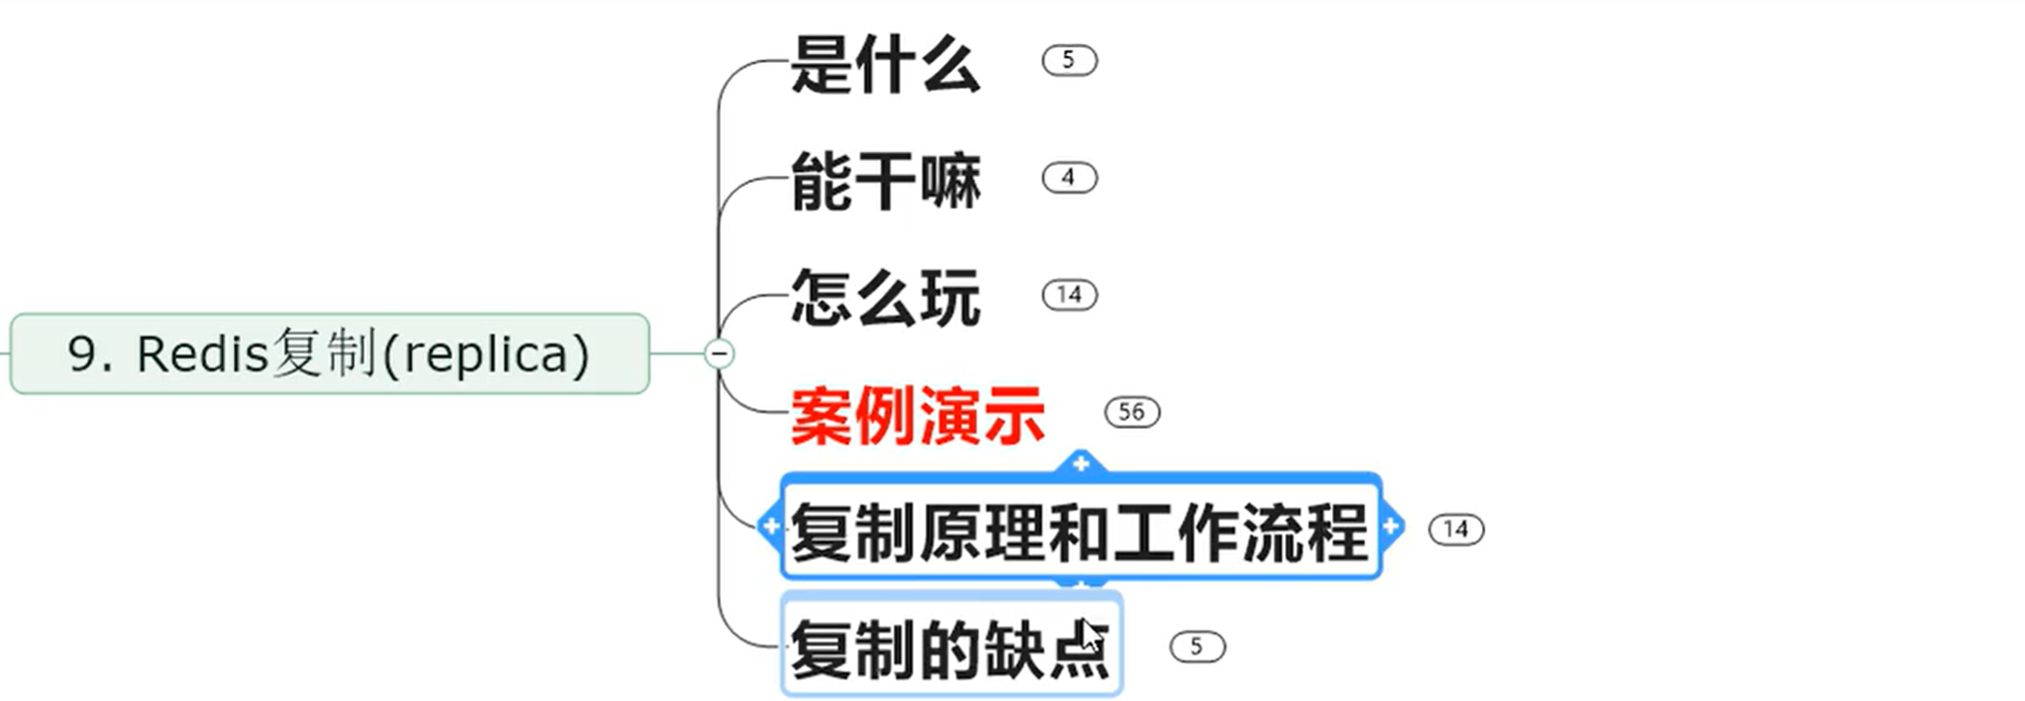 是什么 5
能干嘛 4
怎么玩 14
9. Redis复制(replica)
案例演示 56
复制原理和工作流程 14
复制的缺点 5